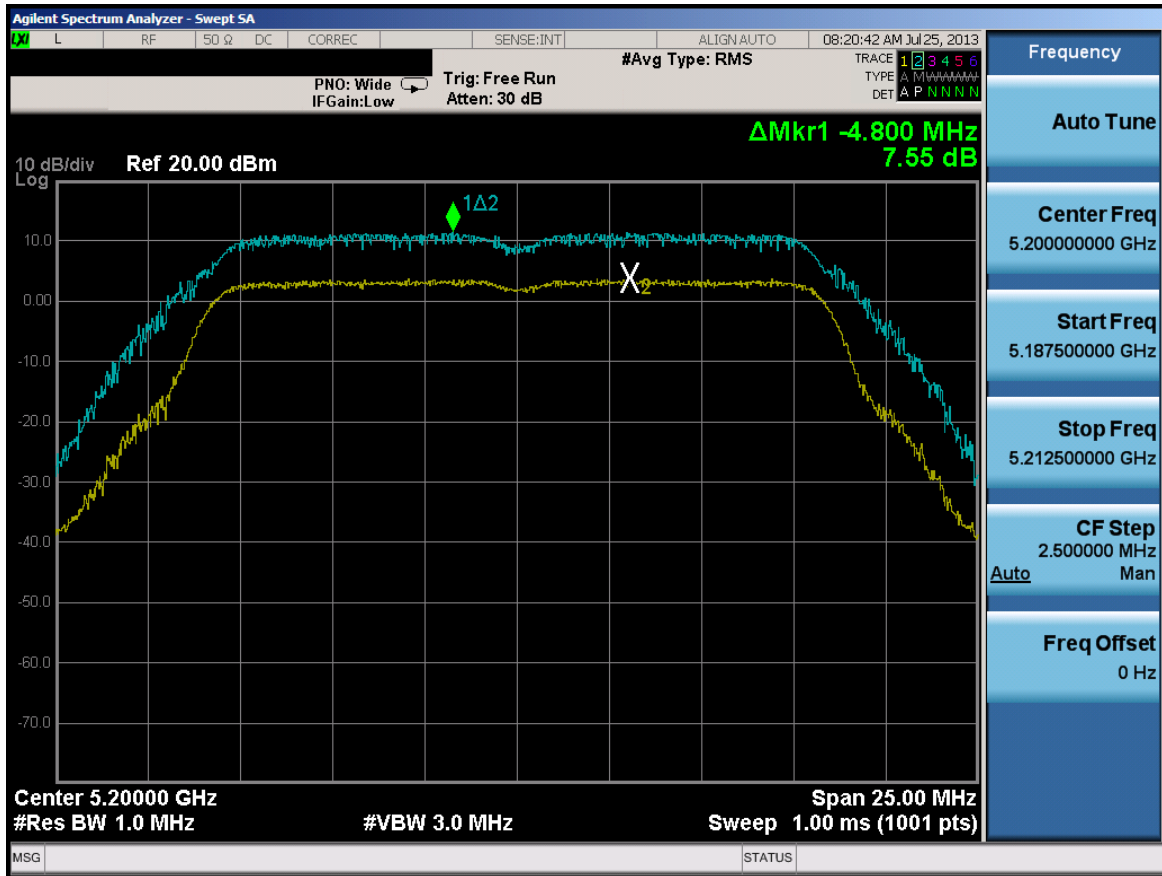 Agilent Spectrum Analyzer - Swept SA
LXI L RF 50 Ω DC CORREC SENSE:INT ALIGN AUTO 08:20:42 AM Jul 25, 2013
PNO: Wide
IFGain:Low
Trig: Free Run
Atten: 30 dB
#Avg Type: RMS
TRACE 1 2 3 4 5 6
TYPE A M W W W W
DET A P N N N N
ΔMkr1 -4.800 MHz
7.55 dB
10 dB/div Ref 20.00 dBm
Log
1Δ2
10.0
X2
0.00
-10.0
-20.0
-30.0
-40.0
-50.0
-60.0
-70.0
Center 5.20000 GHz Span 25.00 MHz
#Res BW 1.0 MHz #VBW 3.0 MHz Sweep 1.00 ms (1001 pts)
MSG STATUS
Frequency
Auto Tune
Center Freq
5.200000000 GHz
Start Freq
5.187500000 GHz
Stop Freq
5.212500000 GHz
CF Step
2.500000 MHz
Auto Man
Freq Offset
0 Hz